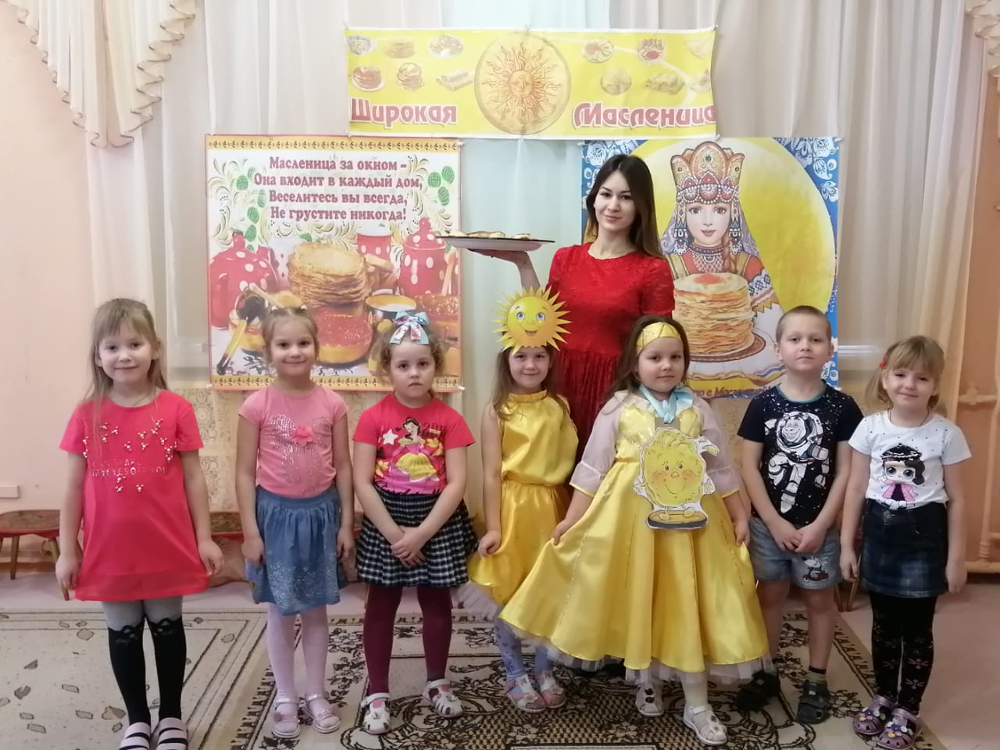 Широкая Масленица
Масленица за окном -
Она входит в каждый дом,
Веселитесь вы всегда,
Не грустите никогда!